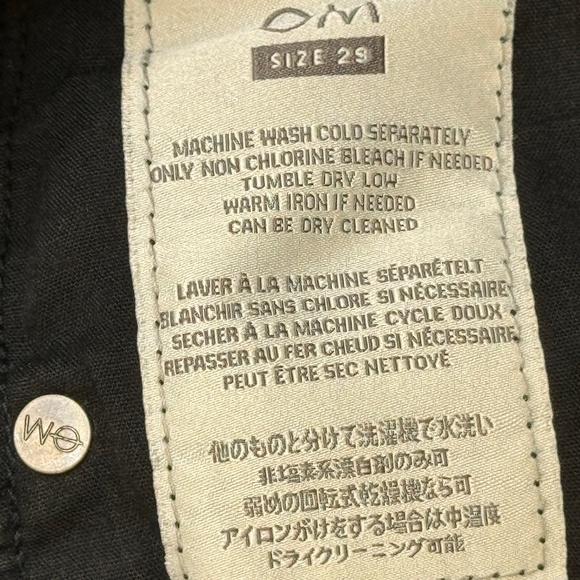 SIZE 29
MACHINE WASH COLD SEPARATELY
ONLY NON CHLORINE BLEACH IF NEEDED
TUMBLE DRY LOW
WARM IRON IF NEEDED
CAN BE DRY CLEANED
LAVER À LA MACHINE SÉPARÉTELT
BLANCHIR SANS CHLORE SI NÉCESSAIRE
SECHER À LA MACHINE CYCLE DOUX
REPASSER AU FER CHEUD SI NÉCESSAIRE
PEUT ÊTRE SEC NETTOYÉ
他のものと分けて洗濯機で水洗い
非塩素系漂白剤のみ可
弱めの回転式乾燥機なら可
アイロンがけをする場合は中温度
ドライクリーニング可能